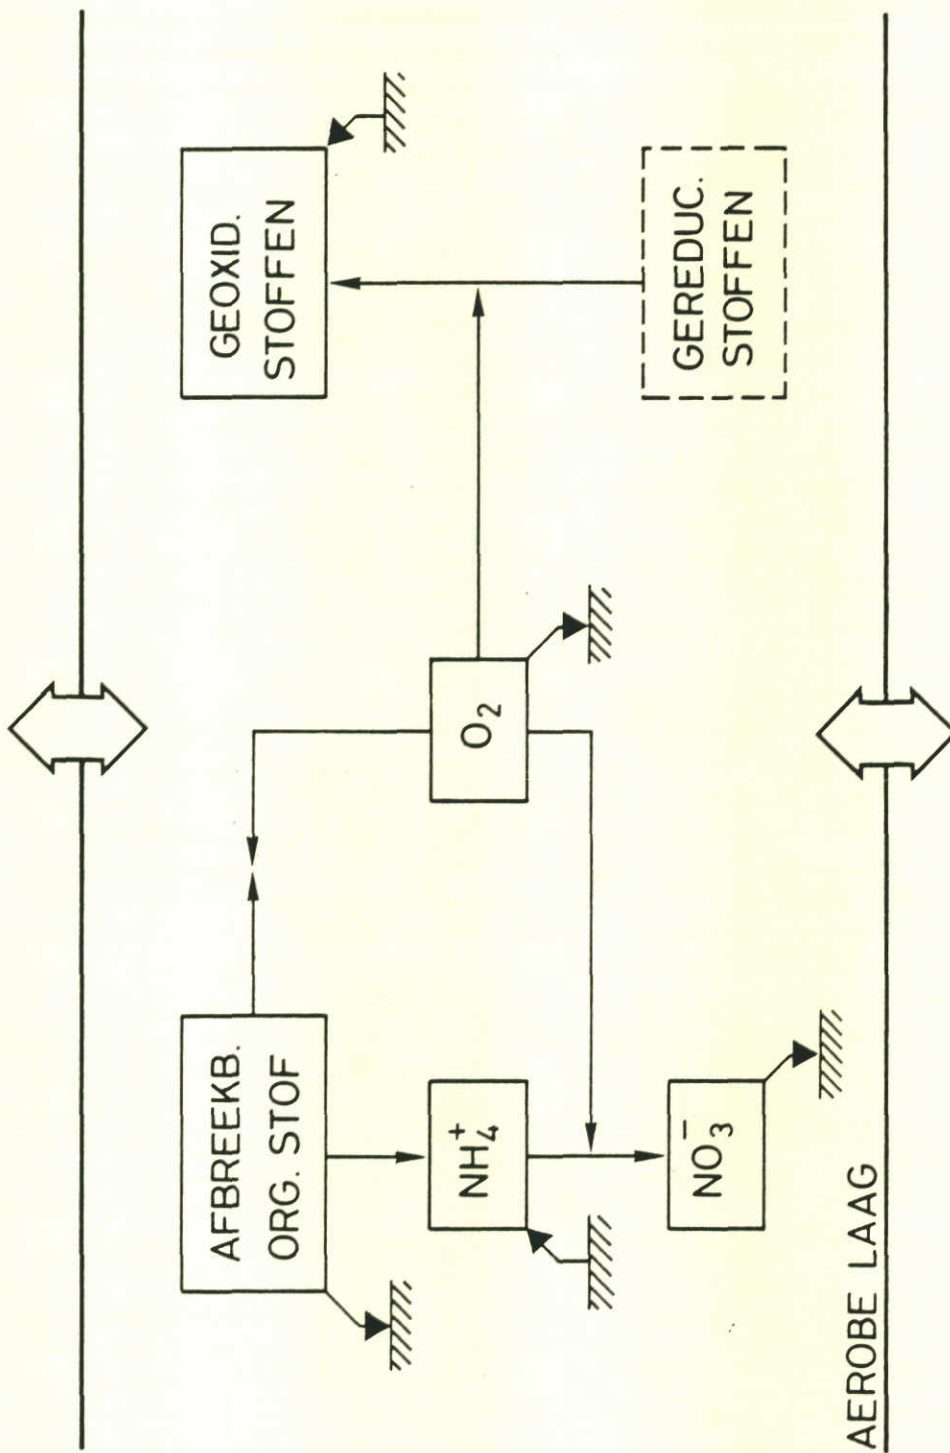 AFBREEKB.
ORG. STOF
NH₄⁺
NO₃⁻
O₂
GEOXID.
STOFFEN
GEREDUC.
STOFFEN
AEROBE LAAG